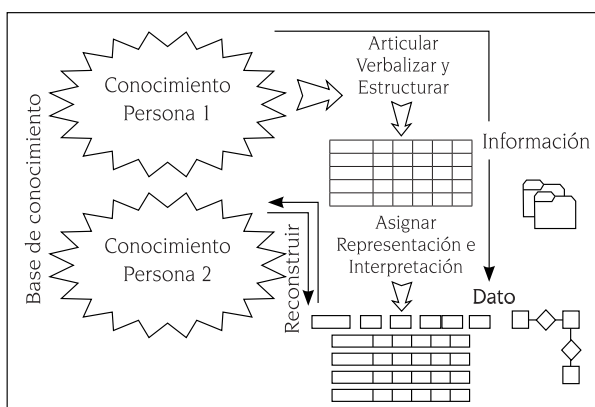 Base de conocimiento
Conocimiento
Persona 1
Articular
Verbalizar y
Estructurar
Información
Conocimiento
Persona 2
Reconstruir
Asignar
Representación e
Interpretación
Dato